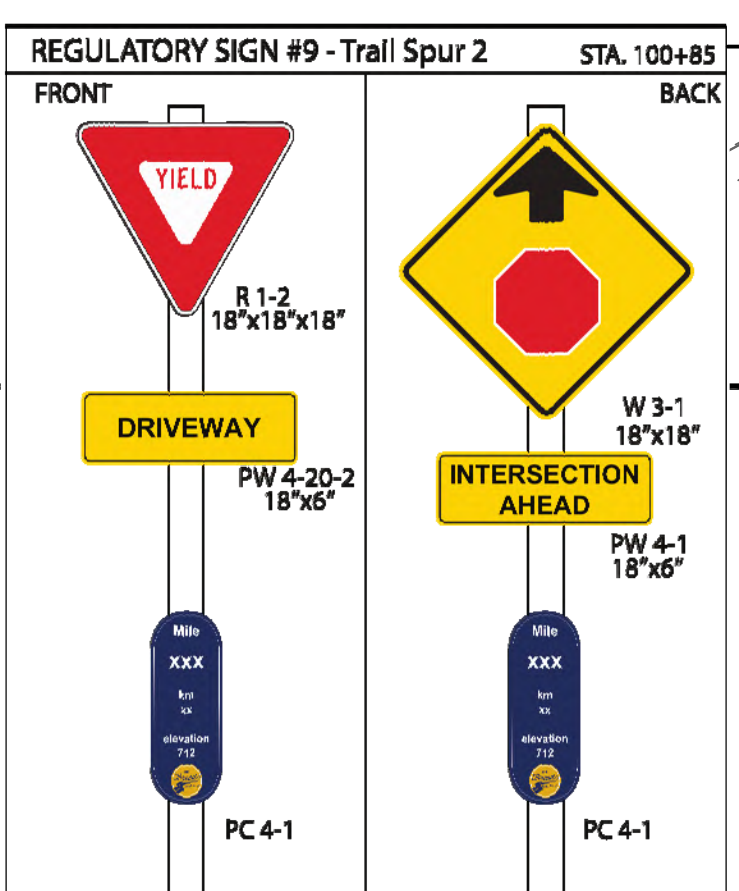 REGULATORY SIGN #9 - Trail Spur 2
STA. 100+85
FRONT
YIELD
R 1-2
18"x18"x18"
DRIVEWAY
PW 4-20-2
18"x6"
Mile
XXX
km
xx
elevation
712
PC 4-1
BACK
W 3-1
18"x18"
INTERSECTION
AHEAD
PW 4-1
18"x6"
Mile
XXX
km
xx
elevation
712
PC 4-1